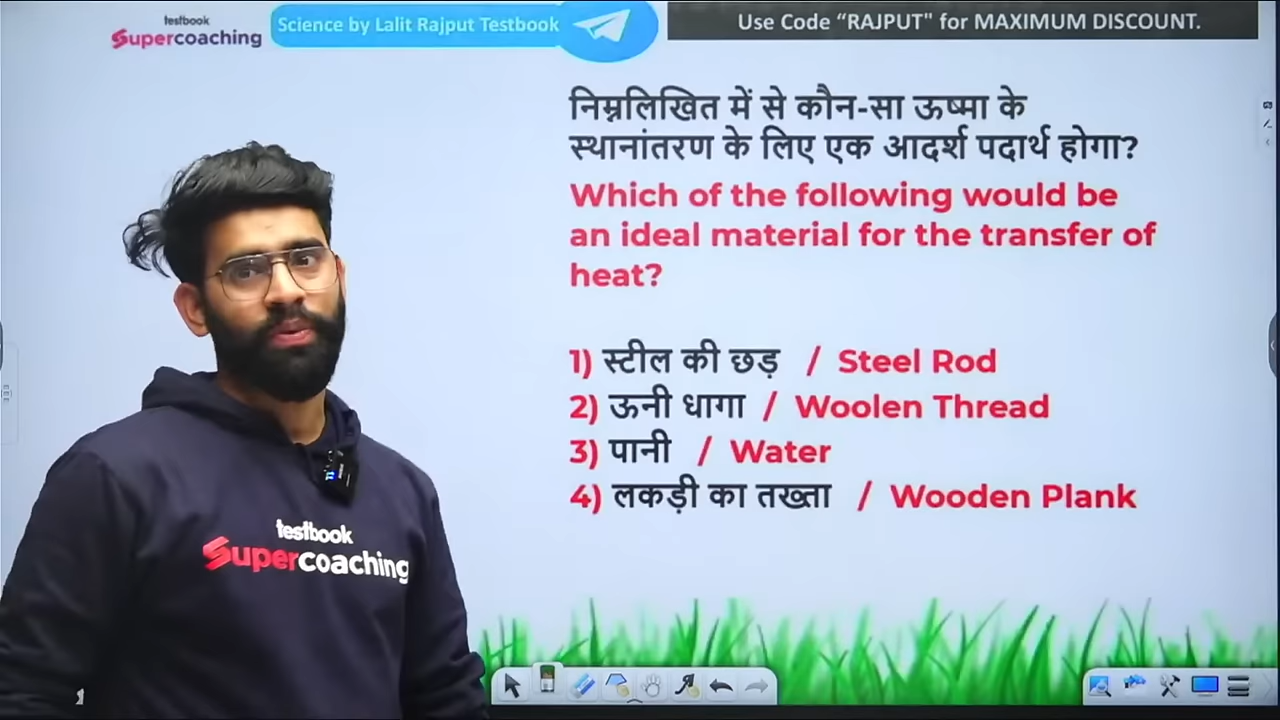 testbook
Supercoaching
Science by Lalit Rajput Testbook
Use Code “RAJPUT" for MAXIMUM DISCOUNT.
निम्नलिखित में से कौन-सा ऊष्मा के
स्थानांतरण के लिए एक आदर्श पदार्थ होगा?
Which of the following would be
an ideal material for the transfer of
heat?
1) स्टील की छड़ / Steel Rod
2) ऊनी धागा / Woolen Thread
3) पानी / Water
4) लकड़ी का तख्ता / Wooden Plank
testbook
Supercoaching